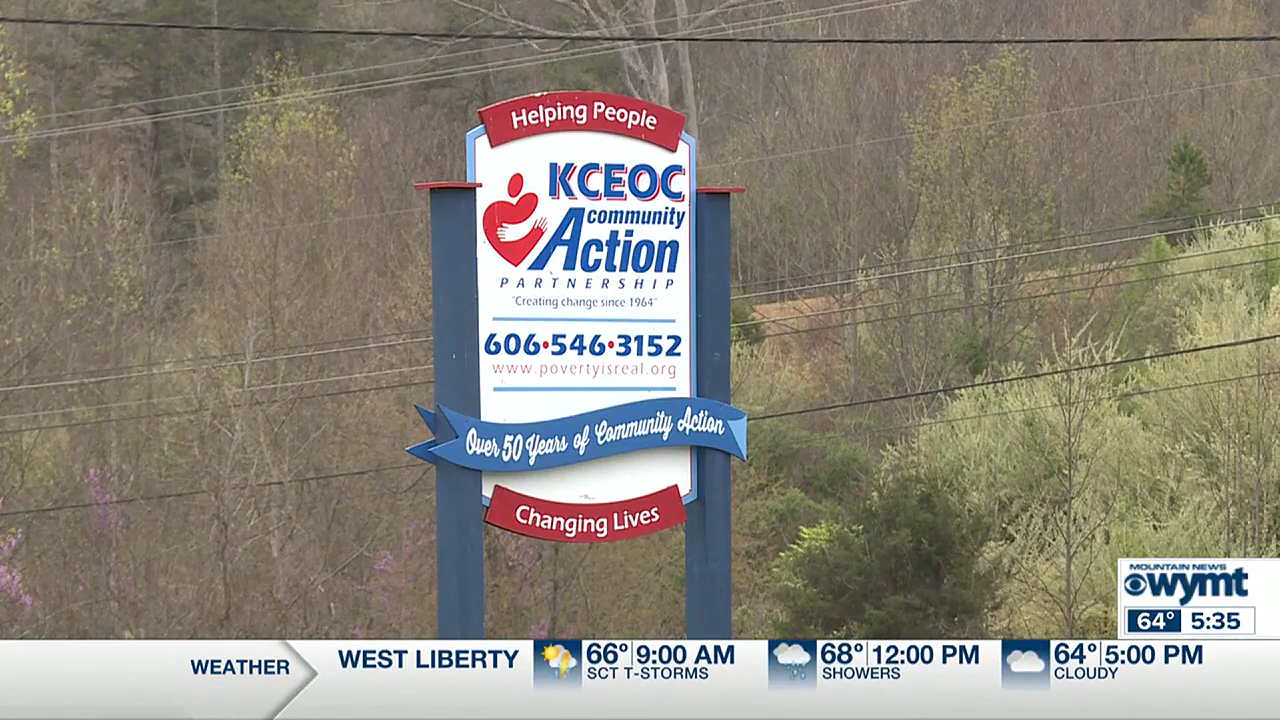 Helping People
KCEOC
community
Action
PARTNERSHIP
"Creating change since 1964"
606•546•3152
www.povertyisreal.org
Over 50 Years of Community Action
Changing Lives
MOUNTAIN NEWS
wymt
64° 5:35
WEATHER
WEST LIBERTY
66° 9:00 AM
SCT T-STORMS
68° 12:00 PM
SHOWERS
64° 5:00 PM
CLOUDY